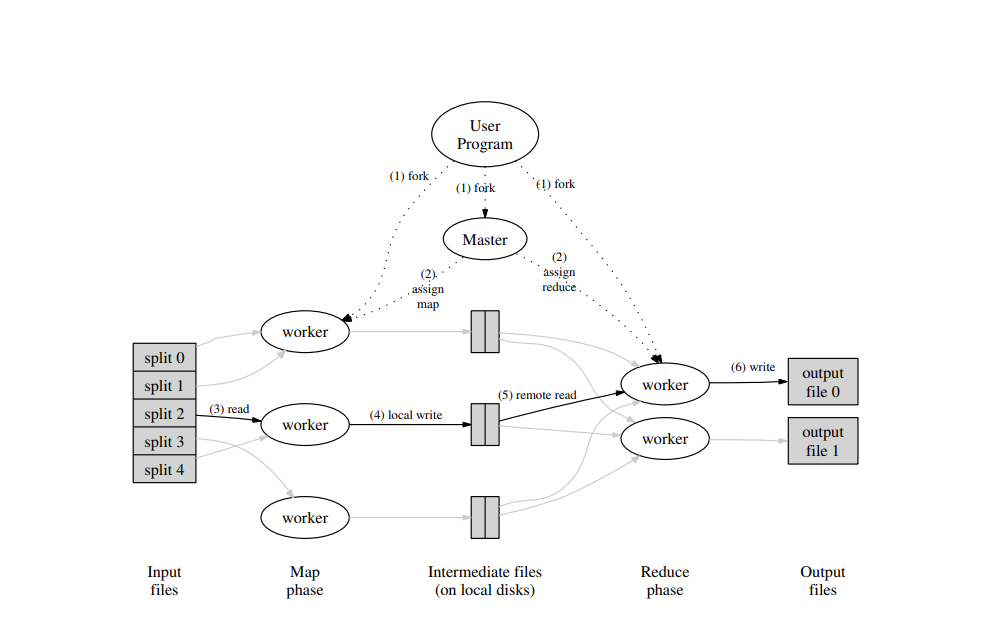 User
Program
(1) fork
(1) fork
(1) fork
Master
(2)
assign
map
(2)
assign
reduce
worker
split 0
split 1
split 2
split 3
split 4
(3) read
worker
(4) local write
(5) remote read
worker
(6) write
output
file 0
worker
output
file 1
worker
Input
files
Map
phase
Intermediate files
(on local disks)
Reduce
phase
Output
files